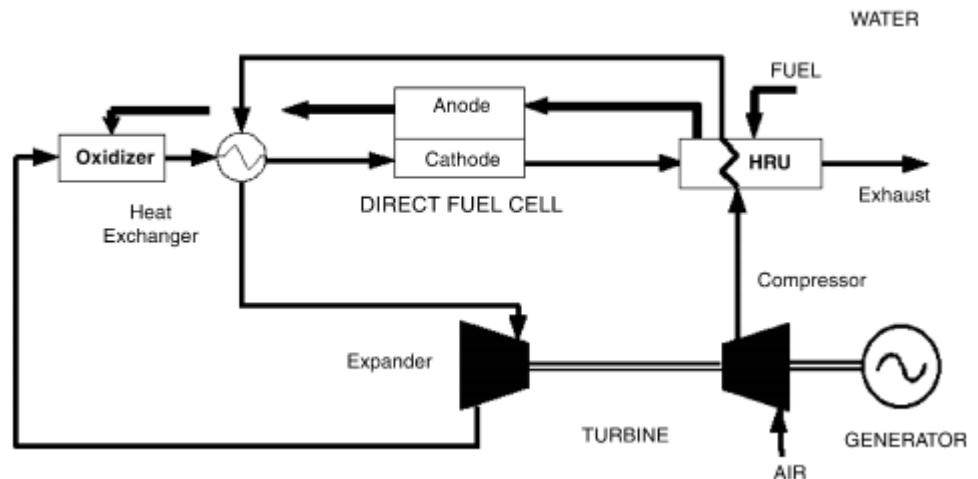 WATER
FUEL
Anode
Oxidizer
Cathode
HRU
DIRECT FUEL CELL
Exhaust
Heat
Exchanger
Compressor
Expander
TURBINE
GENERATOR
AIR